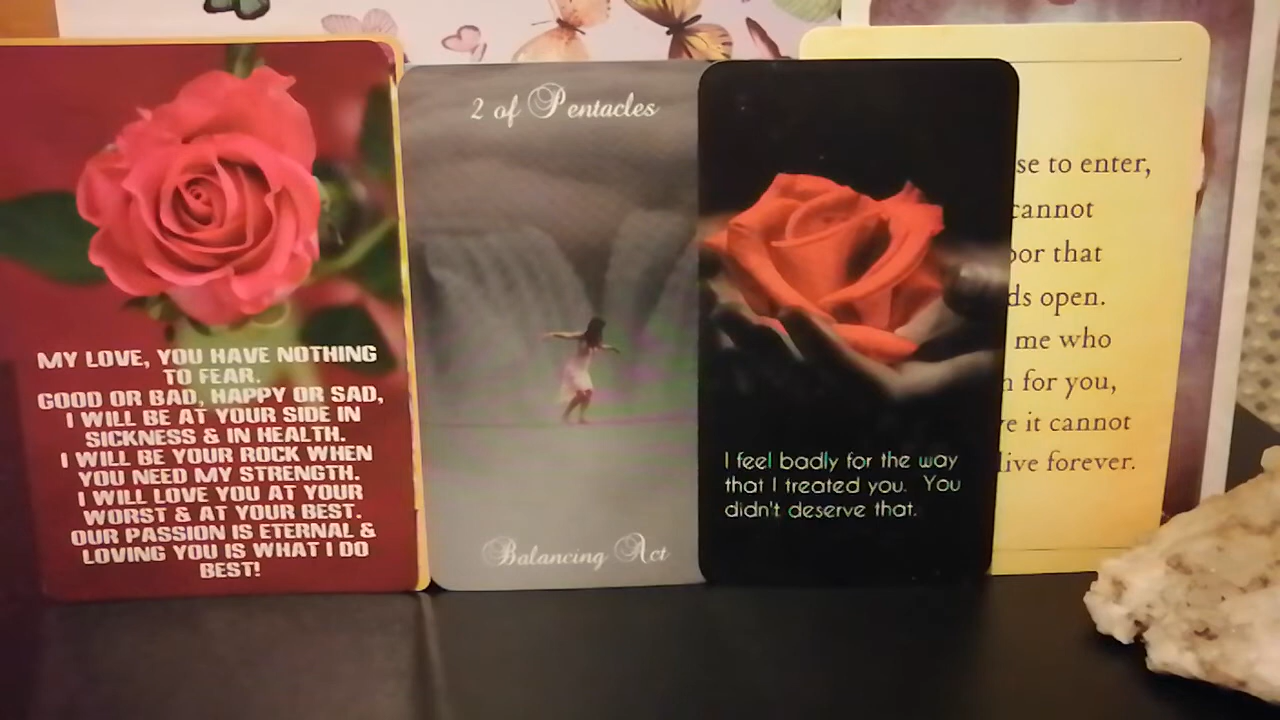 MY LOVE, YOU HAVE NOTHING
TO FEAR.
GOOD OR BAD, HAPPY OR SAD,
I WILL BE AT YOUR SIDE IN
SICKNESS & IN HEALTH.
I WILL BE YOUR ROCK WHEN
YOU NEED MY STRENGTH.
I WILL LOVE YOU AT YOUR
WORST & AT YOUR BEST.
OUR PASSION IS ETERNAL &
LOVING YOU IS WHAT I DO
BEST!
2 of Pentacles
Balancing Act
I feel badly for the way
that I treated you. You
didn't deserve that.
to enter,
cannot
that
open.
me who
for you,
it cannot
live forever.